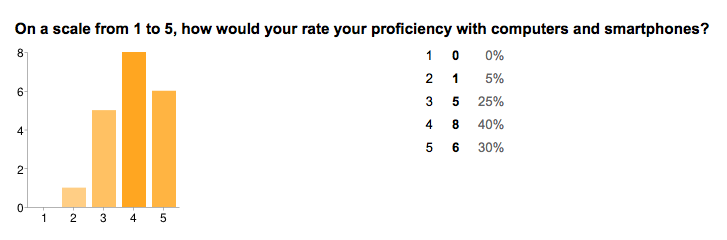 On a scale from 1 to 5, how would your rate your proficiency with computers and smartphones?
8
6
4
2
0
1 2 3 4 5
1 0 0%
2 1 5%
3 5 25%
4 8 40%
5 6 30%